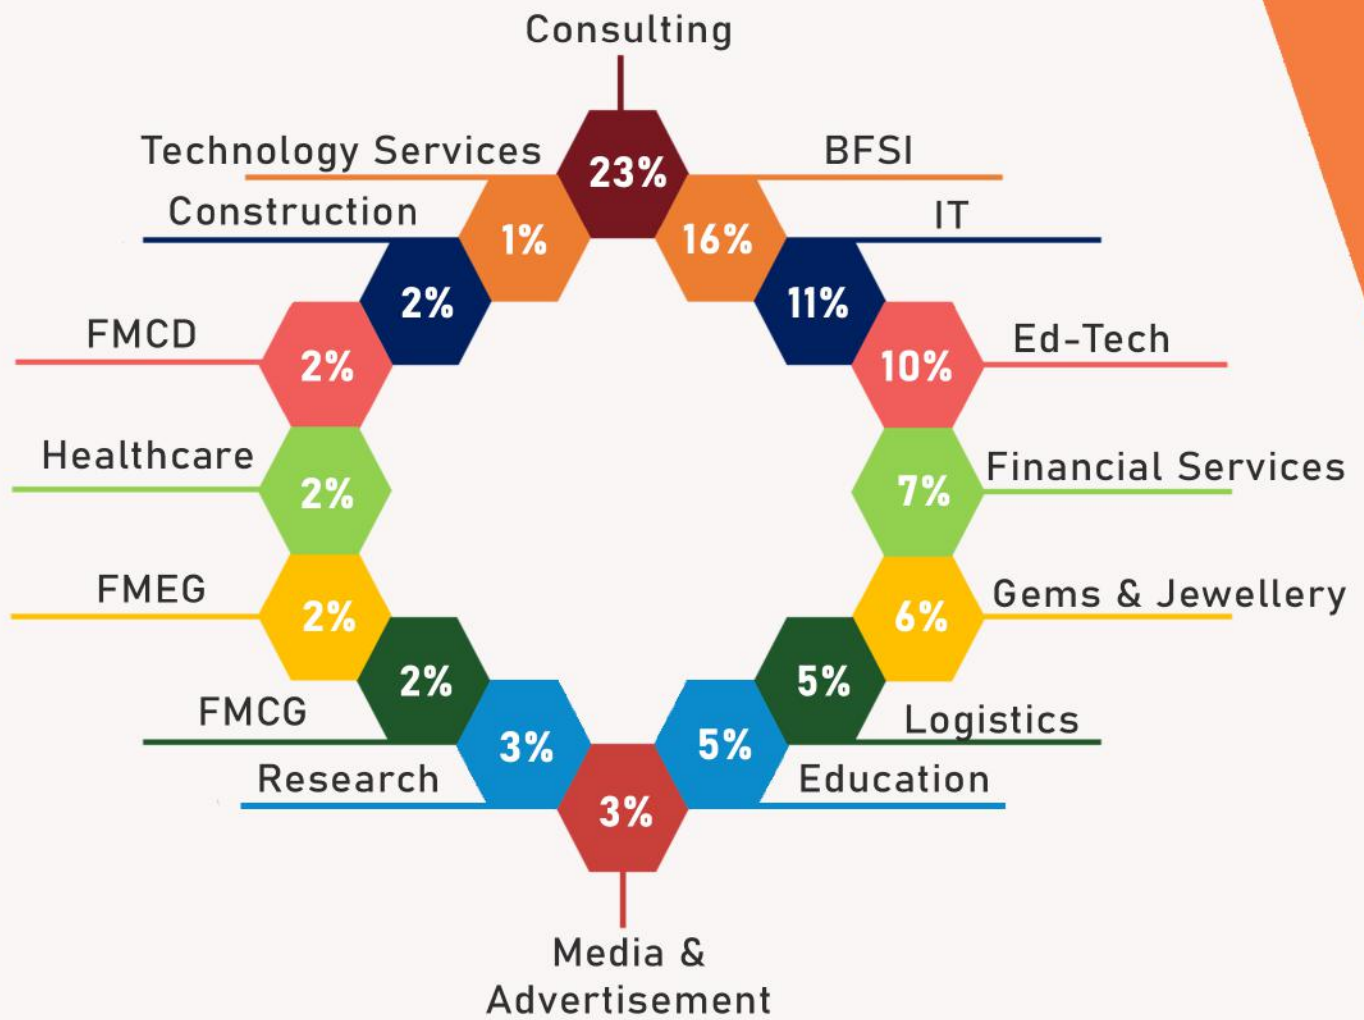 Consulting
Technology Services
23%
BFSI
Construction
1%
16%
IT
2%
11%
FMCD
2%
10%
Ed-Tech
Healthcare
2%
7%
Financial Services
FMEG
2%
6%
Gems & Jewellery
2%
5%
FMCG
Logistics
3%
5%
Research
Education
3%
Media &
Advertisement